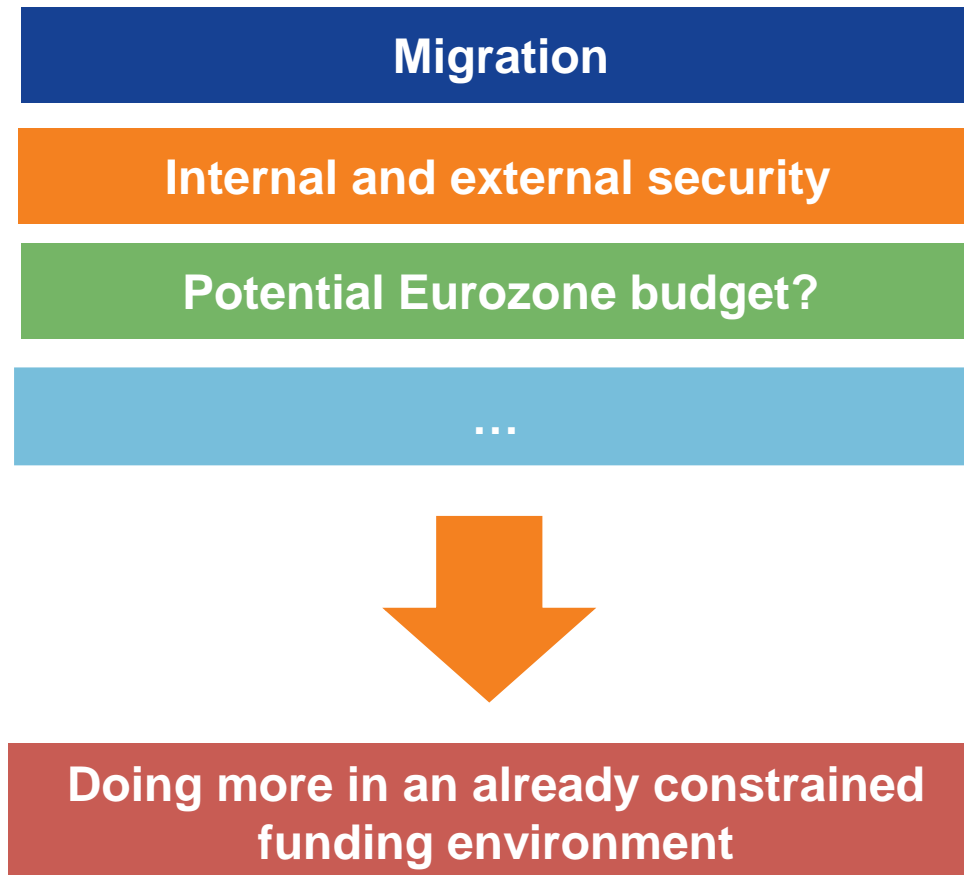 Migration
Internal and external security
Potential Eurozone budget?
…
Doing more in an already constrained
funding environment